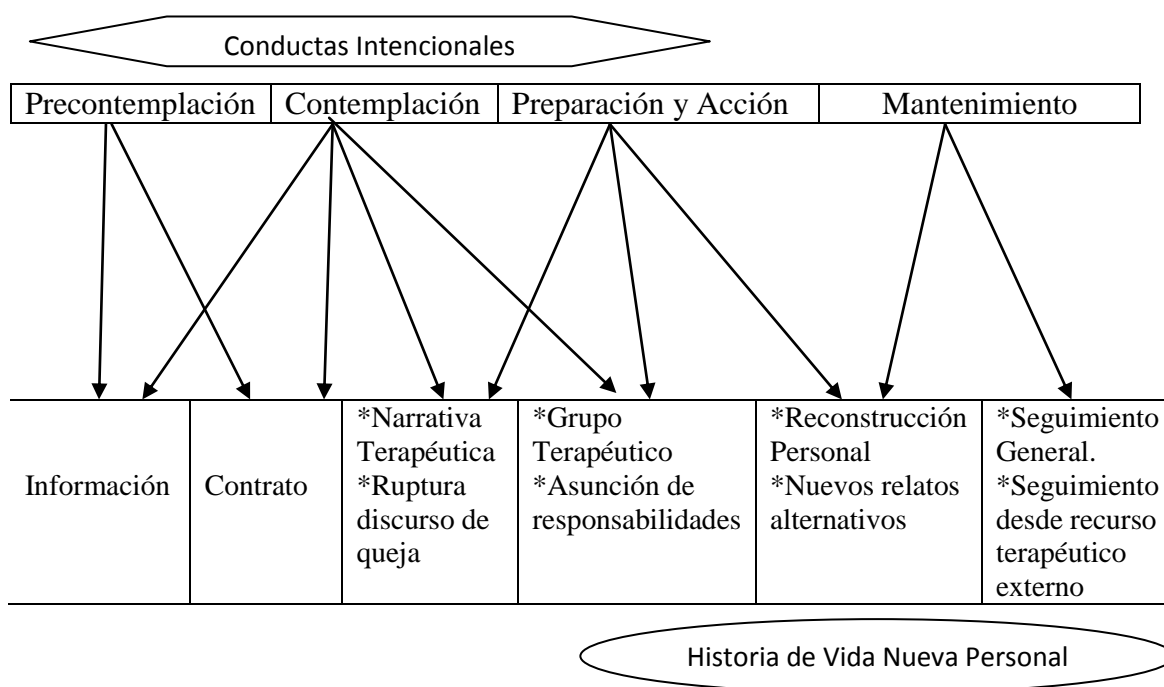 Conductas Intencionales
Precontemplación
Contemplación
Preparación y Acción
Mantenimiento
Información
Contrato
*Narrativa
Terapéutica
*Ruptura
discurso de
queja
*Grupo
Terapéutico
*Asunción de
responsabilidades
*Reconstrucción
Personal
*Nuevos relatos
alternativos
*Seguimiento
General.
*Seguimiento
desde recurso
terapéutico
externo
Historia de Vida Nueva Personal